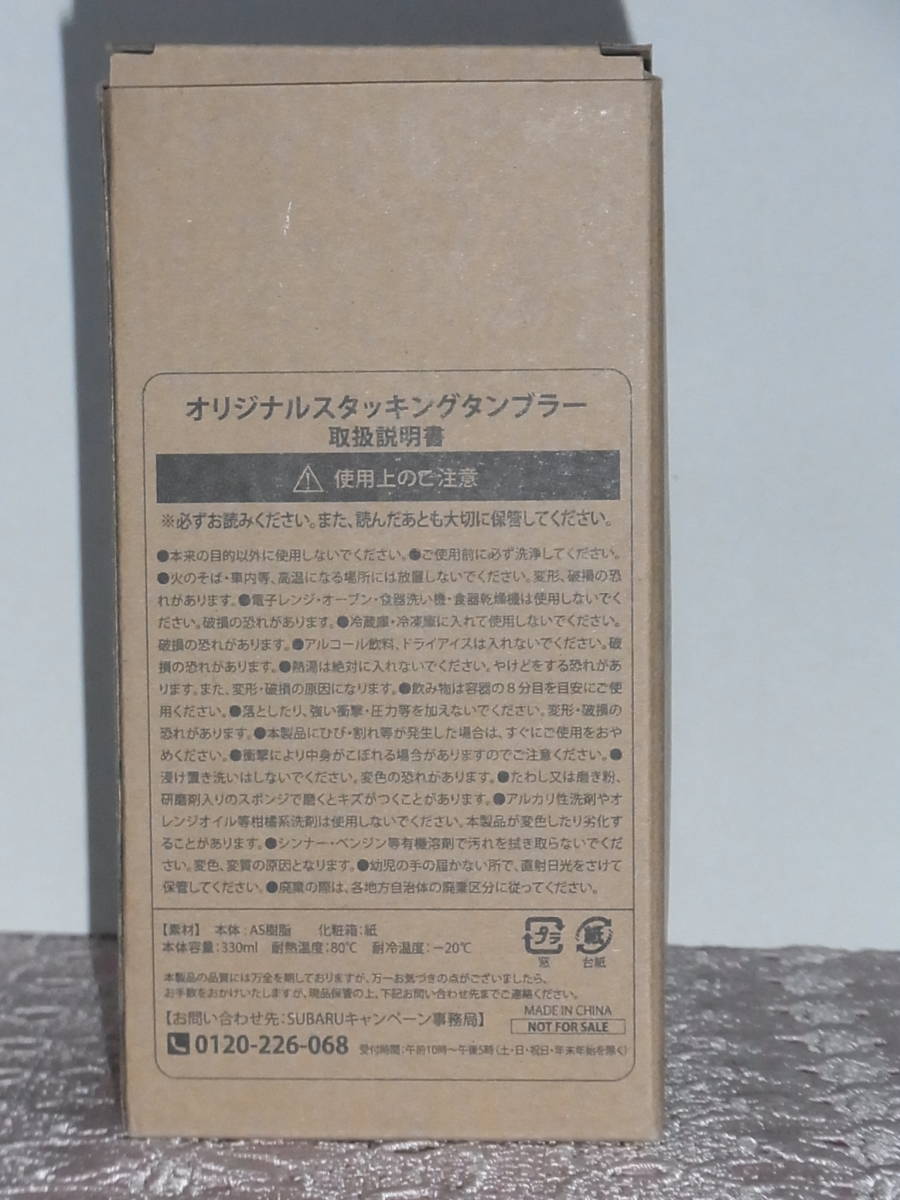 オリジナルスタッキングタンブラー
取扱説明書
使用上のご注意
※必ずお読みください。また、読んだあとも大切に保管してください。
●本来の目的以外に使用しないでください。●ご使用前に必ず洗浄してください。
●火のそば・車内等、高温になる場所には放置しないでください。変形、破損の恐
れがあります。●電子レンジ・オーブン・食器洗い機・食器乾燥機は使用しないでく
ださい。破損の恐れがあります。●冷蔵庫・冷凍庫に入れて使用しないでください。
破損の恐れがあります。●アルコール飲料、ドライアイスは入れないでください。破
損の恐れがあります。●熱湯は絶対に入れないでください。やけどをする恐れがあ
ります。また、変形・破損の原因になります。●飲み物は容器の8分目を目安にご使
用ください。●落としたり、強い衝撃・圧力等を加えないでください。変形・破損の
恐れがあります。●本製品にひび・割れ等が発生した場合は、すぐにご使用をおや
めください。●衝撃により中身がこぼれる場合がありますのでご注意ください。●
浸け置き洗いはしないでください。変色の恐れがあります。●たわし又は磨き粉、
研磨剤入りのスポンジで磨くとキズがつくことがあります。●アルカリ性洗剤やオ
レンジオイル等柑橘系洗剤は使用しないでください。本製品が変色したり劣化す
ることがあります。●シンナー・ベンジン等有機溶剤で汚れを拭き取らないでくだ
さい。変色、変質の原因となります。●幼児の手の届かない所で、直射日光をさけて
保管してください。●廃棄の際は、各地方自治体の廃棄区分に従ってください。
【素材】 本体：AS樹脂 化粧箱：紙
本体容量：330ml 耐熱温度：80℃ 耐冷温度：−20℃
プラ 紙
窓 台紙
本製品の品質には万全を期しておりますが、万一お気づきの点がございましたら、
お手数をおかけいたしますが、現品保管の上、下記お問い合わせ先までご連絡ください。
MADE IN CHINA
【お問い合わせ先：SUBARUキャンペーン事務局】
NOT FOR SALE
0120-226-068 受付時間：午前10時〜午後5時（土・日・祝日・年末年始を除く）